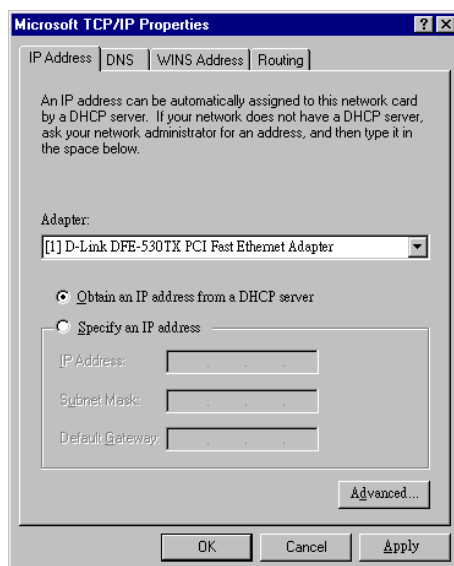 Microsoft TCP/IP Properties
IP Address
DNS
WINS Address
Routing
An IP address can be automatically assigned to this network card
by a DHCP server. If your network does not have a DHCP server,
ask your network administrator for an address, and then type it in
the space below.
Adapter:
[1] D-Link DFE-530TX PCI Fast Ethernet Adapter
Obtain an IP address from a DHCP server
Specify an IP address
IP Address:
Subnet Mask:
Default Gateway:
Advanced...
OK
Cancel
Apply